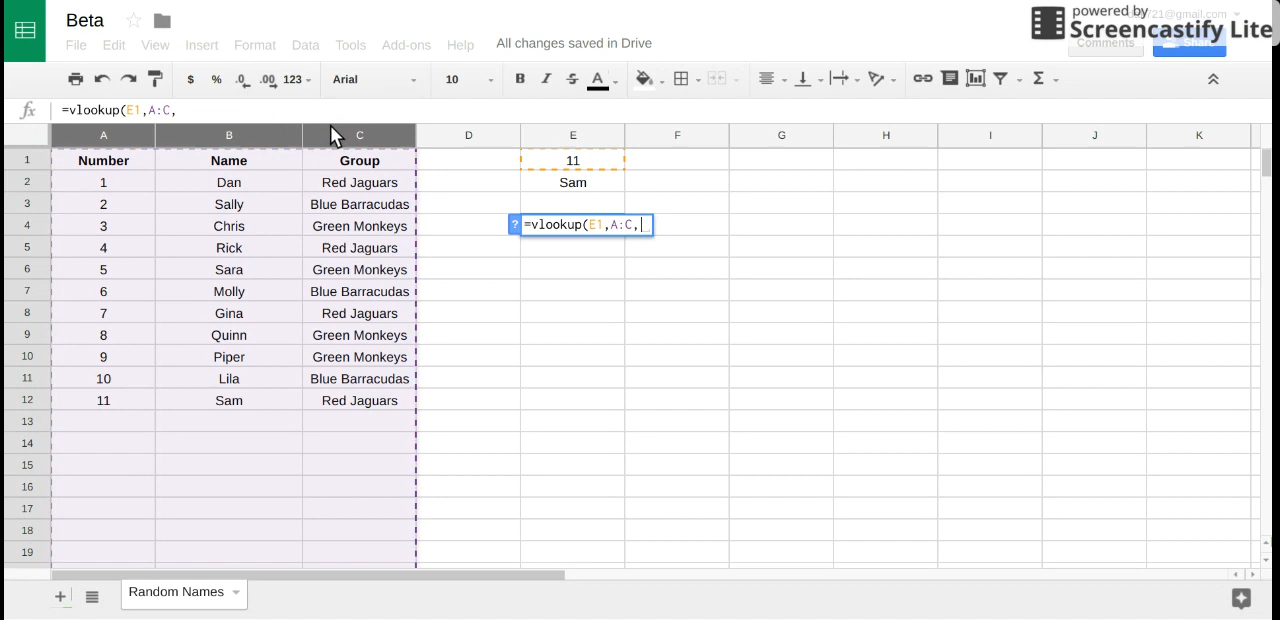 Beta
powered by
Screencastify Lite
721@gmail.com
File Edit View Insert Format Data Tools Add-ons Help All changes saved in Drive
Comments Share
$ % .0 .00 123 Arial 10 B I S A Σ
fx =vlookup(E1,A:C,
A B C D E F G H I J K
1 Number Name Group 11
2 1 Dan Red Jaguars Sam
3 2 Sally Blue Barracudas
4 3 Chris Green Monkeys ? =vlookup(E1,A:C,
5 4 Rick Red Jaguars
6 5 Sara Green Monkeys
7 6 Molly Blue Barracudas
8 7 Gina Red Jaguars
9 8 Quinn Green Monkeys
10 9 Piper Green Monkeys
11 10 Lila Blue Barracudas
12 11 Sam Red Jaguars
13
14
15
16
17
18
19
Random Names